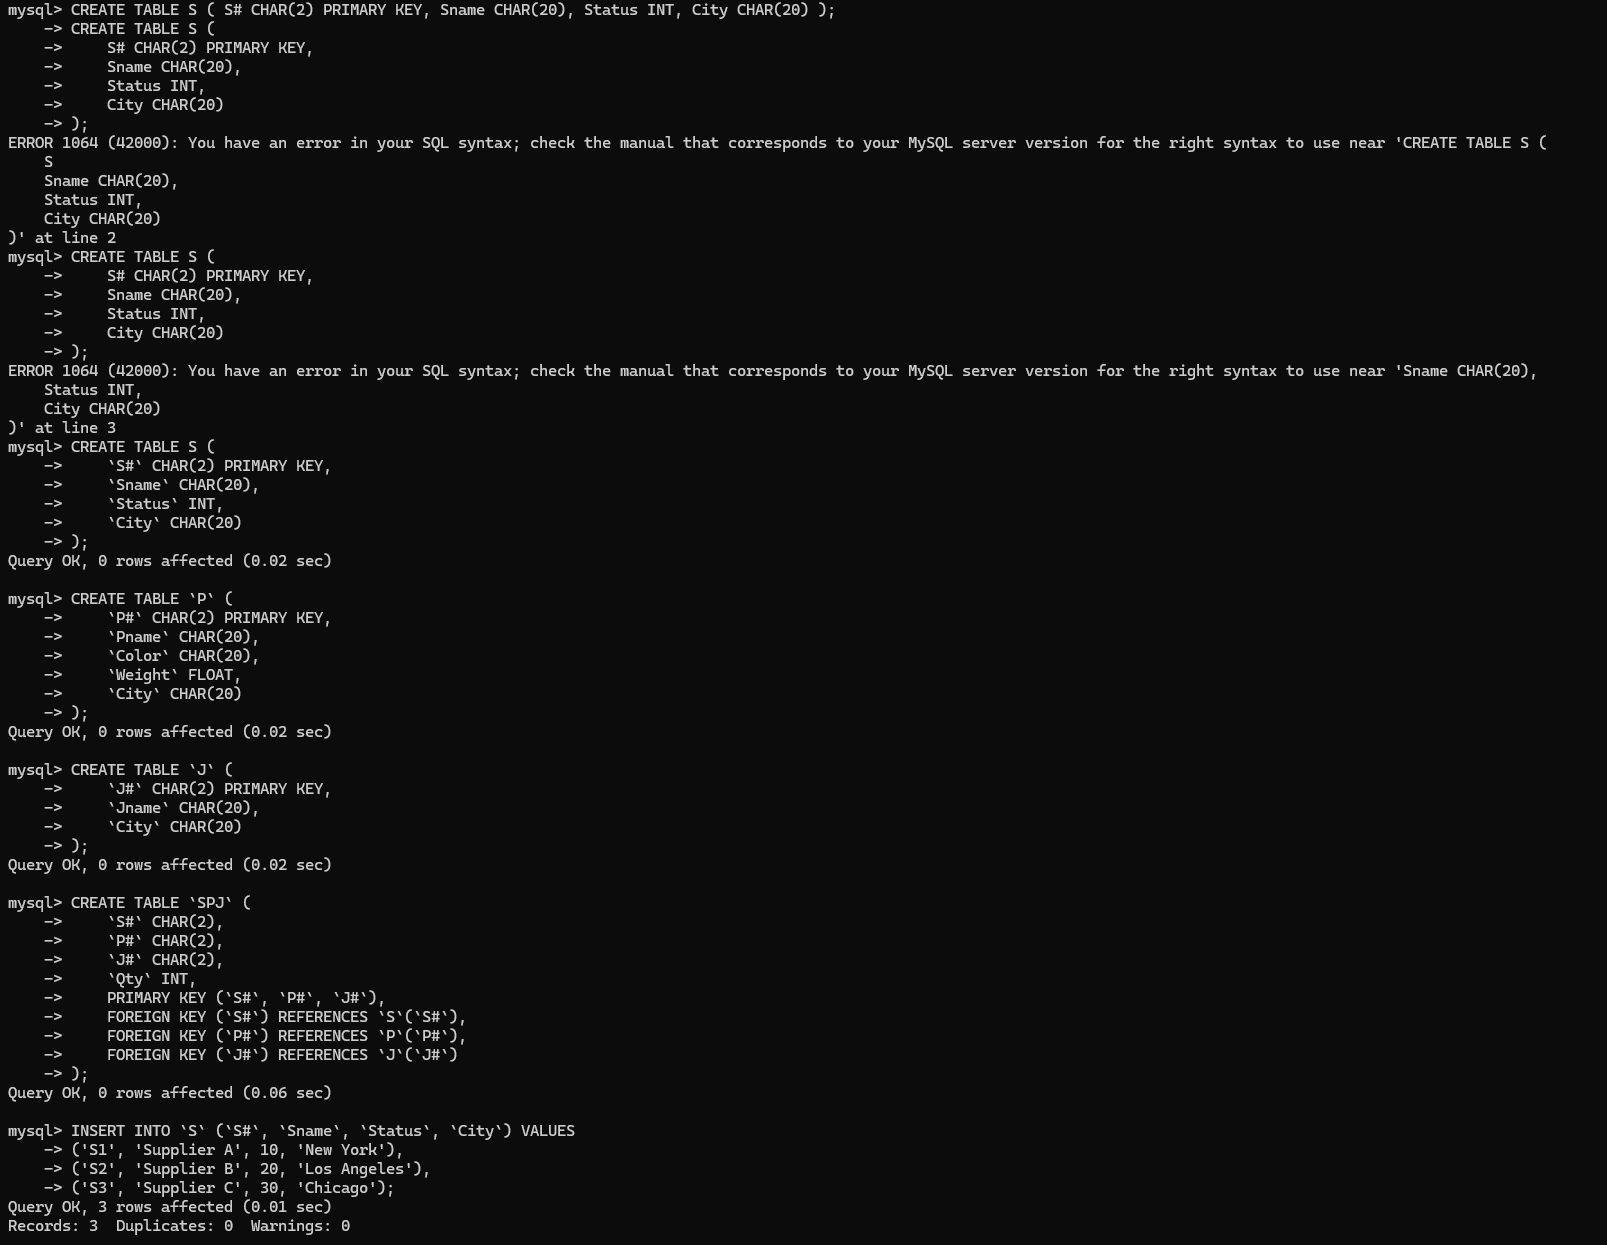 mysql> CREATE TABLE S ( S# CHAR(2) PRIMARY KEY, Sname CHAR(20), Status INT, City CHAR(20) );
    -> CREATE TABLE S (
    ->     S# CHAR(2) PRIMARY KEY,
    ->     Sname CHAR(20),
    ->     Status INT,
    ->     City CHAR(20)
    -> );
ERROR 1064 (42000): You have an error in your SQL syntax; check the manual that corresponds to your MySQL server version for the right syntax to use near 'CREATE TABLE S (
    S
    Sname CHAR(20),
    Status INT,
    City CHAR(20)
)' at line 2
mysql> CREATE TABLE S (
    ->     S# CHAR(2) PRIMARY KEY,
    ->     Sname CHAR(20),
    ->     Status INT,
    ->     City CHAR(20)
    -> );
ERROR 1064 (42000): You have an error in your SQL syntax; check the manual that corresponds to your MySQL server version for the right syntax to use near 'Sname CHAR(20),
    Status INT,
    City CHAR(20)
)' at line 3
mysql> CREATE TABLE S (
    ->     `S#` CHAR(2) PRIMARY KEY,
    ->     `Sname` CHAR(20),
    ->     `Status` INT,
    ->     `City` CHAR(20)
    -> );
Query OK, 0 rows affected (0.02 sec)

mysql> CREATE TABLE `P` (
    ->     `P#` CHAR(2) PRIMARY KEY,
    ->     `Pname` CHAR(20),
    ->     `Color` CHAR(20),
    ->     `Weight` FLOAT,
    ->     `City` CHAR(20)
    -> );
Query OK, 0 rows affected (0.02 sec)

mysql> CREATE TABLE `J` (
    ->     `J#` CHAR(2) PRIMARY KEY,
    ->     `Jname` CHAR(20),
    ->     `City` CHAR(20)
    -> );
Query OK, 0 rows affected (0.02 sec)

mysql> CREATE TABLE `SPJ` (
    ->     `S#` CHAR(2),
    ->     `P#` CHAR(2),
    ->     `J#` CHAR(2),
    ->     `Qty` INT,
    ->     PRIMARY KEY (`S#`, `P#`, `J#`),
    ->     FOREIGN KEY (`S#`) REFERENCES `S`(`S#`),
    ->     FOREIGN KEY (`P#`) REFERENCES `P`(`P#`),
    ->     FOREIGN KEY (`J#`) REFERENCES `J`(`J#`)
    -> );
Query OK, 0 rows affected (0.06 sec)

mysql> INSERT INTO `S` (`S#`, `Sname`, `Status`, `City`) VALUES
    -> ('S1', 'Supplier A', 10, 'New York'),
    -> ('S2', 'Supplier B', 20, 'Los Angeles'),
    -> ('S3', 'Supplier C', 30, 'Chicago');
Query OK, 3 rows affected (0.01 sec)
Records: 3  Duplicates: 0  Warnings: 0